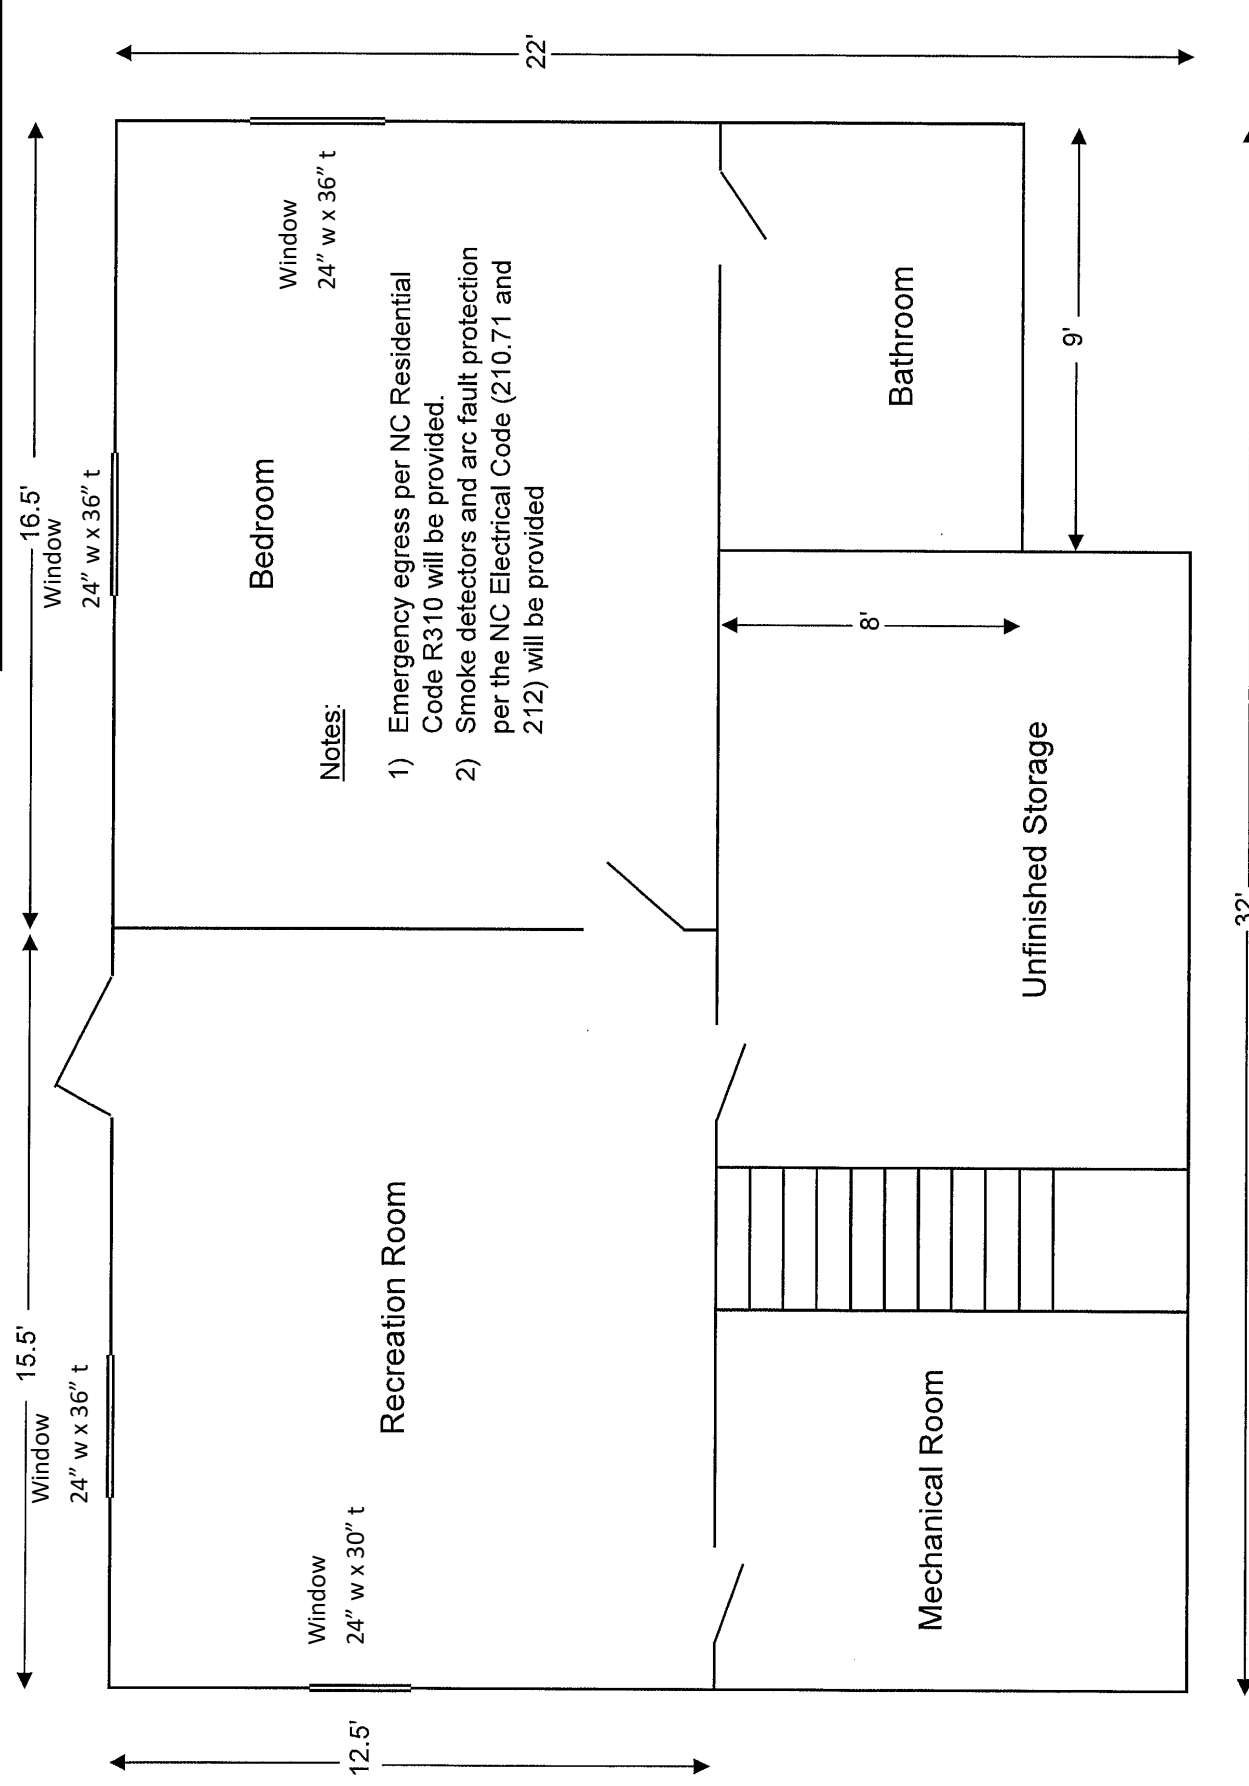 15.5'
16.5'
Window
24" w x 36" t
Window
24" w x 36" t
22'
12.5'
Window
24" w x 30" t
Recreation Room
Bedroom
Window
24" w x 36" t
Notes:
1) Emergency egress per NC Residential
Code R310 will be provided.
2) Smoke detectors and arc fault protection
per the NC Electrical Code (210.71 and
212) will be provided
Mechanical Room
Unfinished Storage
8'
Bathroom
9'
32'